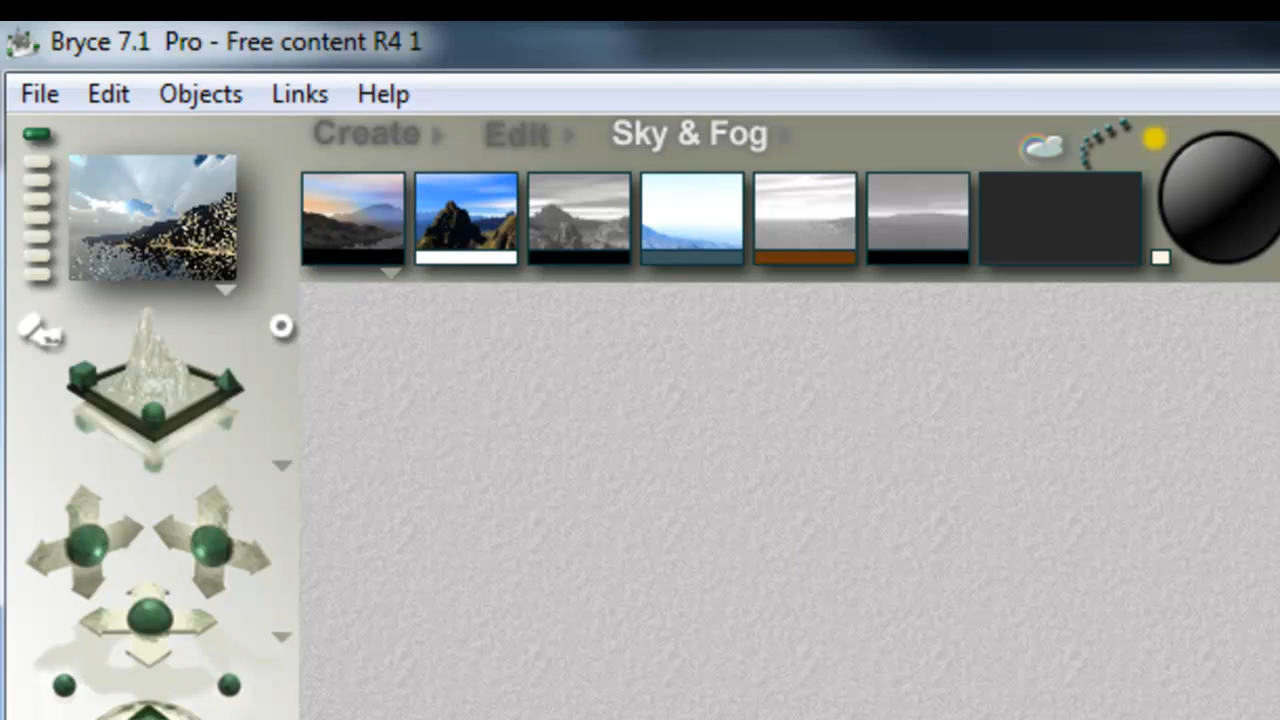 Bryce 7.1 Pro - Free content R4 1
File Edit Objects Links Help
Create Edit Sky & Fog